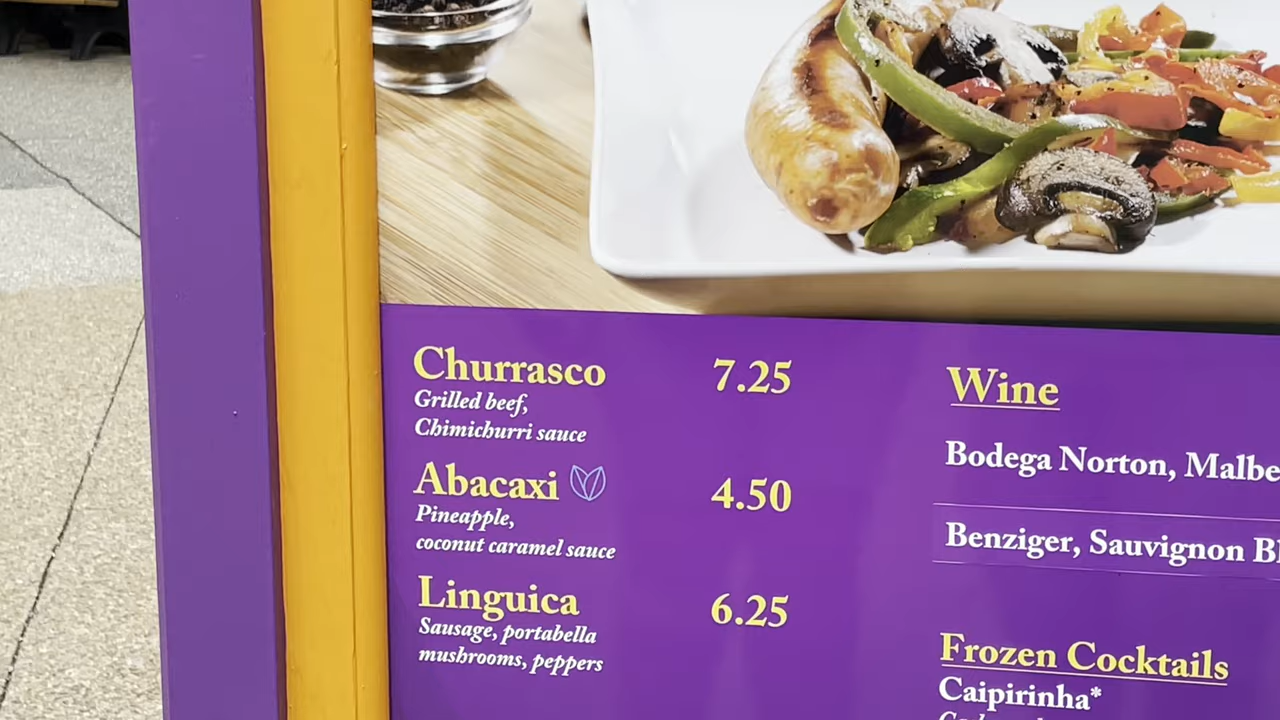 Churrasco 7.25
Grilled beef,
Chimichurri sauce
Abacaxi 4.50
Pineapple,
coconut caramel sauce
Linguica 6.25
Sausage, portabella
mushrooms, peppers
Wine
Bodega Norton, Malbe
Benziger, Sauvignon Bl
Frozen Cocktails
Caipirinha*